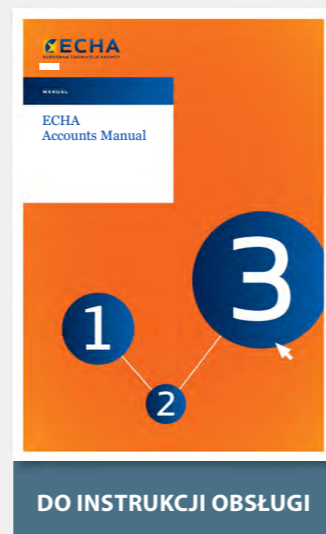 ECHA
EUROPEAN CHEMICALS AGENCY
MANUAL
ECHA
Accounts Manual
1
2
3
DO INSTRUKCJI OBSŁUGI